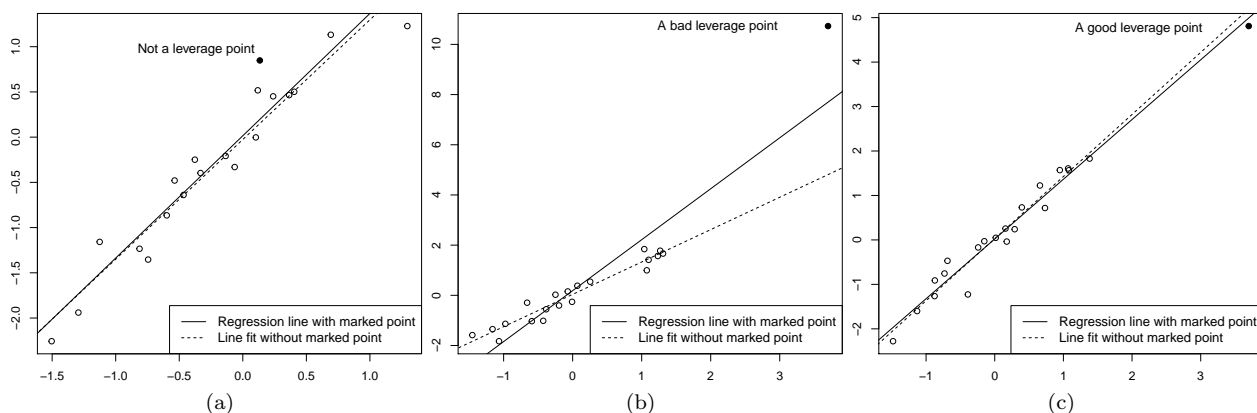 Not a leverage point
1.0
0.5
0.0
−0.5
−1.0
−1.5
−2.0
Regression line with marked point
Line fit without marked point
−1.5 −1.0 −0.5 0.0 0.5 1.0
(a)
A bad leverage point
10
8
6
4
2
0
−2
Regression line with marked point
Line fit without marked point
−1 0 1 2 3
(b)
A good leverage point
5
4
3
2
1
0
−1
−2
Regression line with marked point
Line fit without marked point
−1 0 1 2 3
(c)